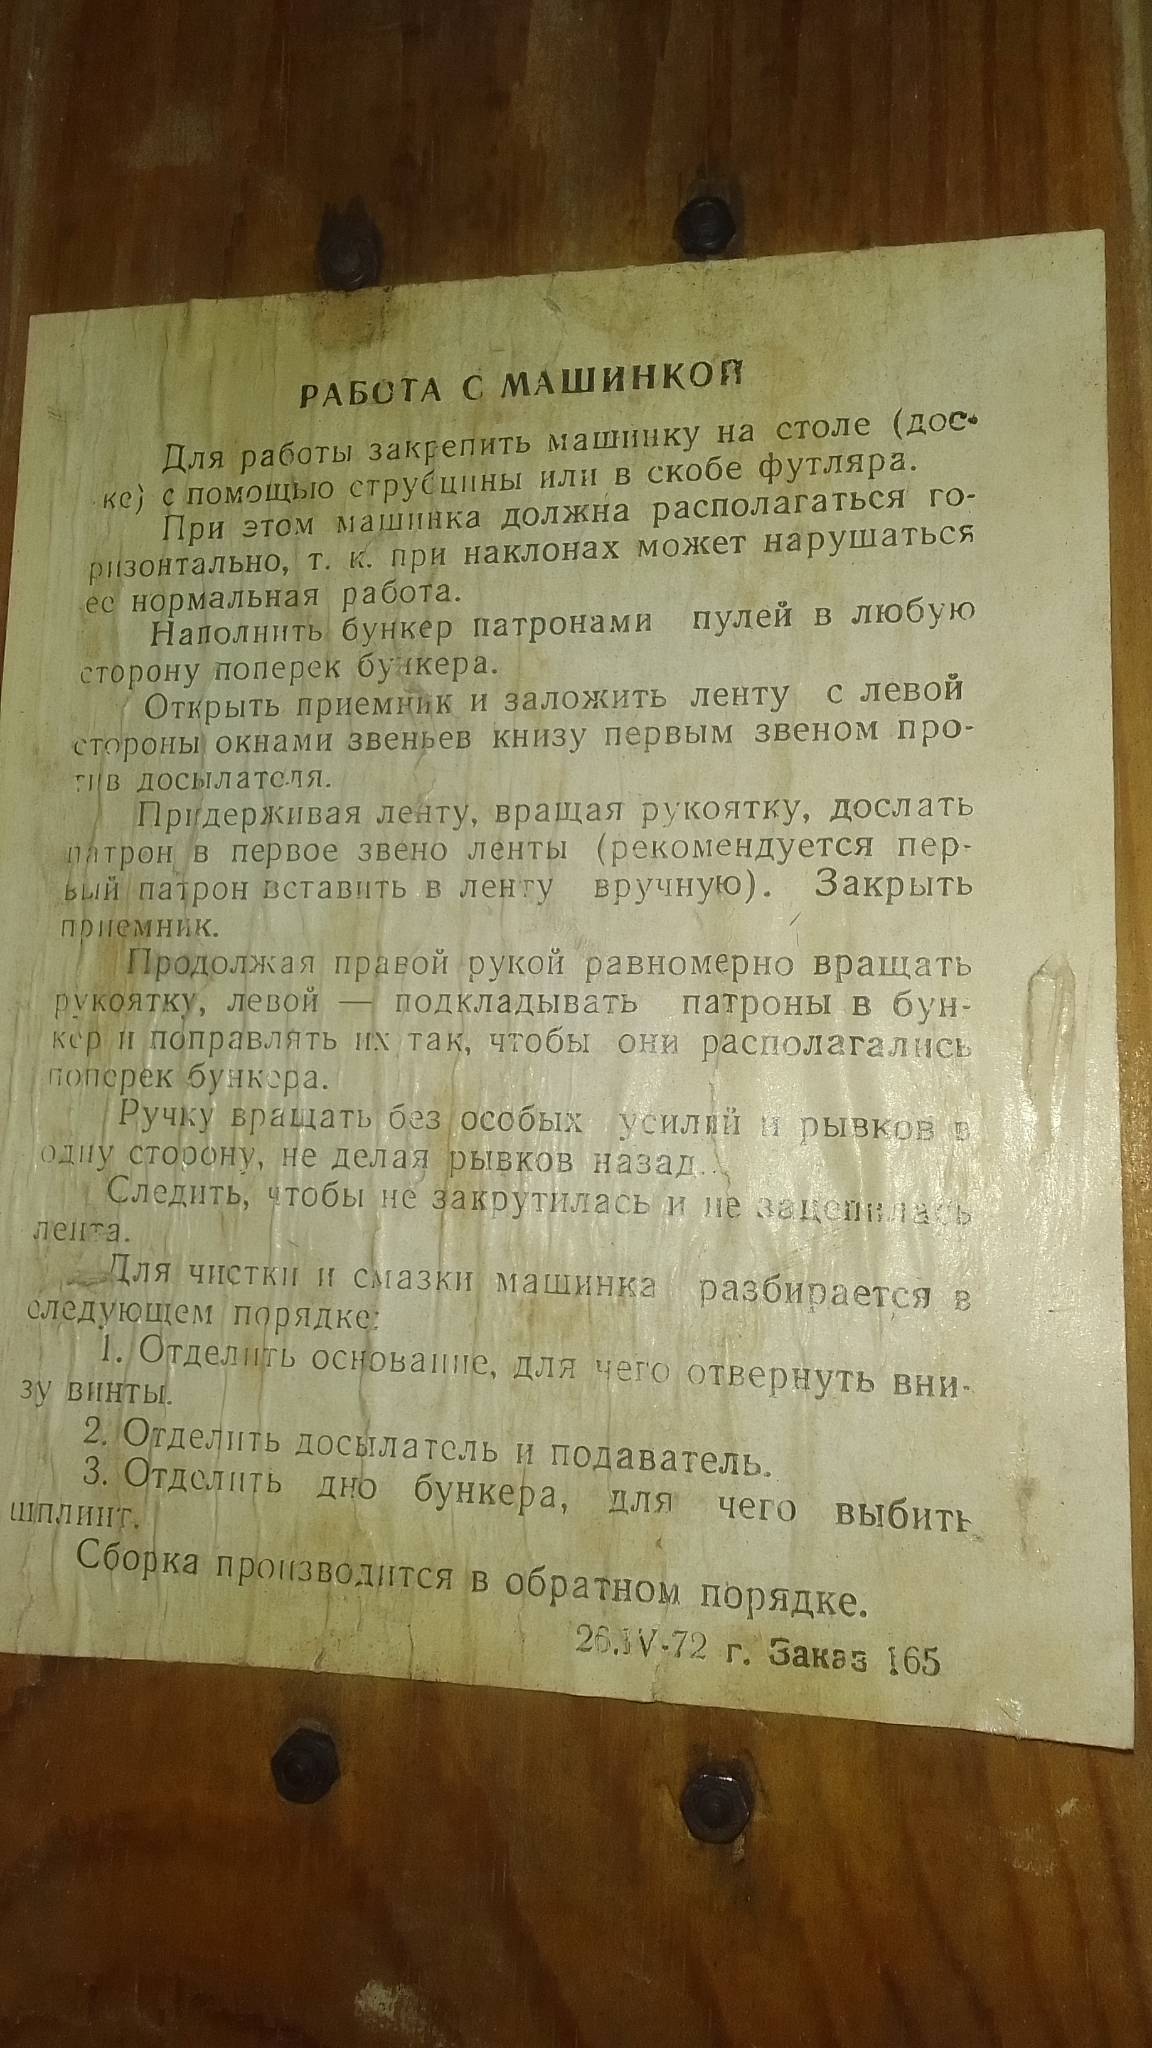 РАБОТА С МАШИНКОЙ
Для работы закрепить машинку на столе (дос-
ке) с помощью струбцины или в скобе футляра.
При этом машинка должна располагаться го-
ризонтально, т. к. при наклонах может нарушаться
ее нормальная работа.
Наполнить бункер патронами пулей в любую
сторону поперек бункера.
Открыть приемник и заложить ленту с левой
стороны окнами звеньев книзу первым звеном про-
тив досылателя.
Придерживая ленту, вращая рукоятку, дослать
патрон в первое звено ленты (рекомендуется пер-
вый патрон вставить в ленту вручную). Закрыть
приемник.
Продолжая правой рукой равномерно вращать
рукоятку, левой — подкладывать патроны в бун-
кер и поправлять их так, чтобы они располагались
поперек бункера.
Ручку вращать без особых усилий и рывков в
одну сторону, не делая рывков назад.
Следить, чтобы не закрутилась и не зацепилась
лента.
Для чистки и смазки машинка разбирается в
следующем порядке:
1. Отделить основание, для чего отвернуть вни-
зу винты.
2. Отделить досылатель и подаватель.
3. Отделить дно бункера, для чего выбить
шплинт.
Сборка производится в обратном порядке.
26.IV-72 г. Заказ 165